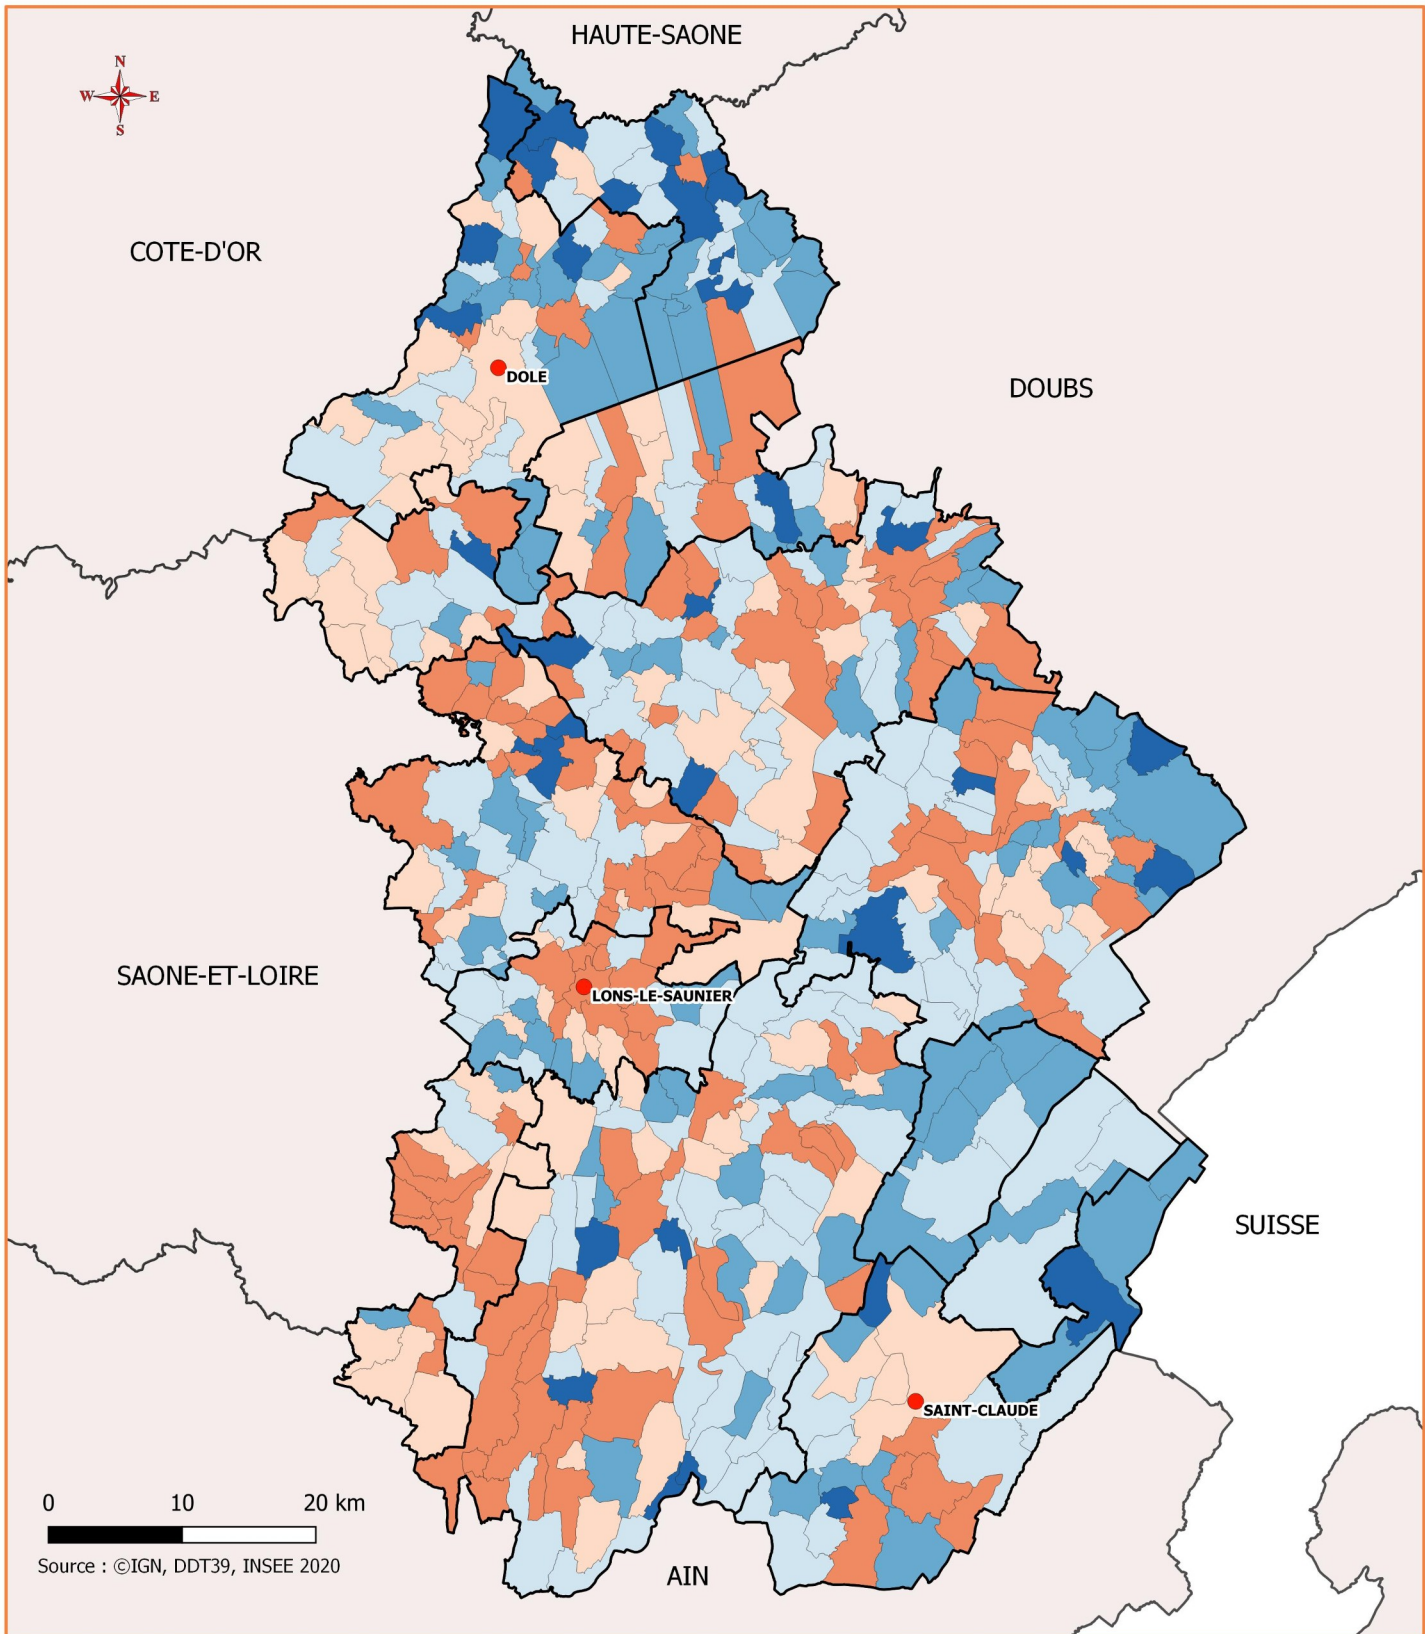 HAUTE-SAONE
N
W E
S
COTE-D'OR
DOLE
DOUBS
SAONE-ET-LOIRE
LONS-LE-SAUNIER
SUISSE
SAINT-CLAUDE
0 10 20 km
Source : ©IGN, DDT39, INSEE 2020
AIN